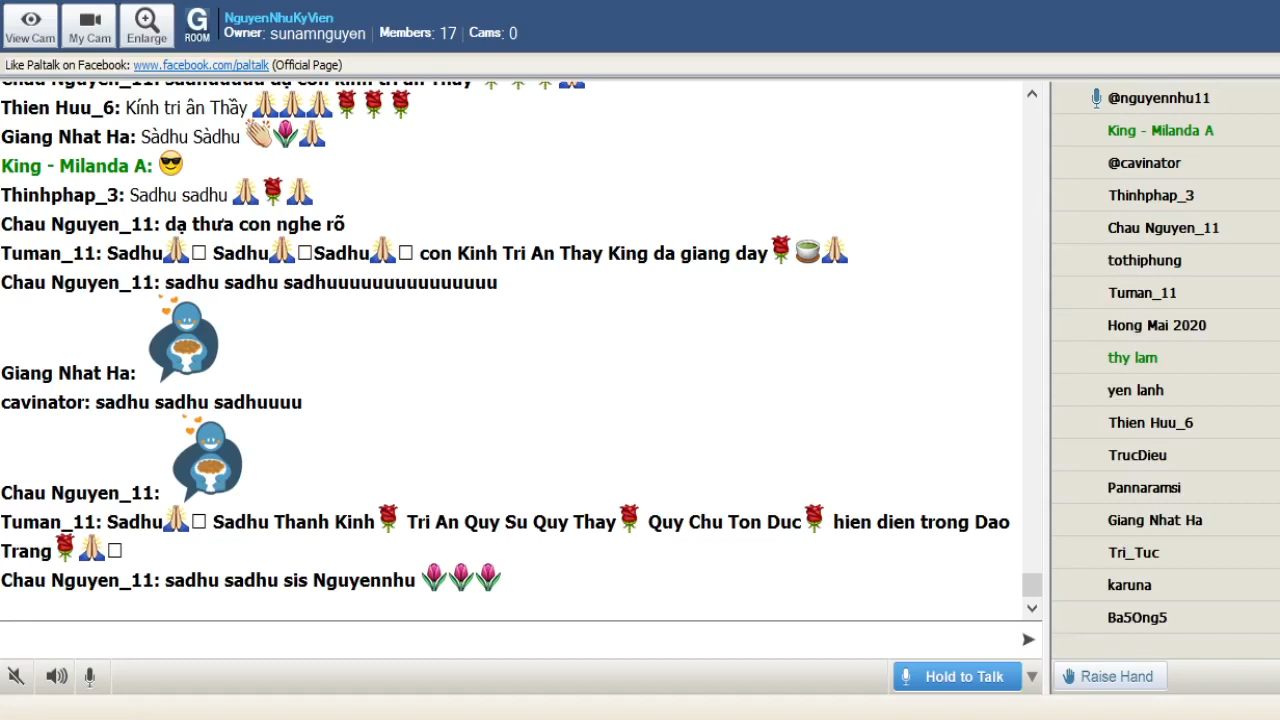 View Cam
My Cam
Enlarge
G
ROOM
NguyenNhuKyVien
Owner: sunamnguyen | Members: 17 | Cams: 0
Like Paltalk on Facebook: www.facebook.com/paltalk (Official Page)
Thien Huu_6: Kính tri ân Thầy 🙏🙏🙏🌹🌹🌹
Giang Nhat Ha: Sàdhu Sàdhu 👏🌷🙏
King - Milanda A: 😎
Thinhphap_3: Sadhu sadhu 🙏🌹🙏
Chau Nguyen_11: dạ thưa con nghe rõ
Tuman_11: Sadhu🙏□ Sadhu🙏□Sadhu🙏□ con Kinh Tri An Thay King da giang day🌹🍵🙏
Chau Nguyen_11: sadhu sadhu sadhuuuuuuuuuuuuuuu
Giang Nhat Ha:
cavinator: sadhu sadhu sadhuuuu
Chau Nguyen_11:
Tuman_11: Sadhu🙏□ Sadhu Thanh Kinh🌹 Tri An Quy Su Quy Thay🌹 Quy Chu Ton Duc🌹 hien dien trong Dao
Trang🌹🙏□
Chau Nguyen_11: sadhu sadhu sis Nguyennhu 🌷🌷🌷
Hold to Talk
@nguyennhu11
King - Milanda A
@cavinator
Thinhphap_3
Chau Nguyen_11
tothiphung
Tuman_11
Hong Mai 2020
thy lam
yen lanh
Thien Huu_6
TrucDieu
Pannaramsi
Giang Nhat Ha
Tri_Tuc
karuna
Ba5Ong5
Raise Hand